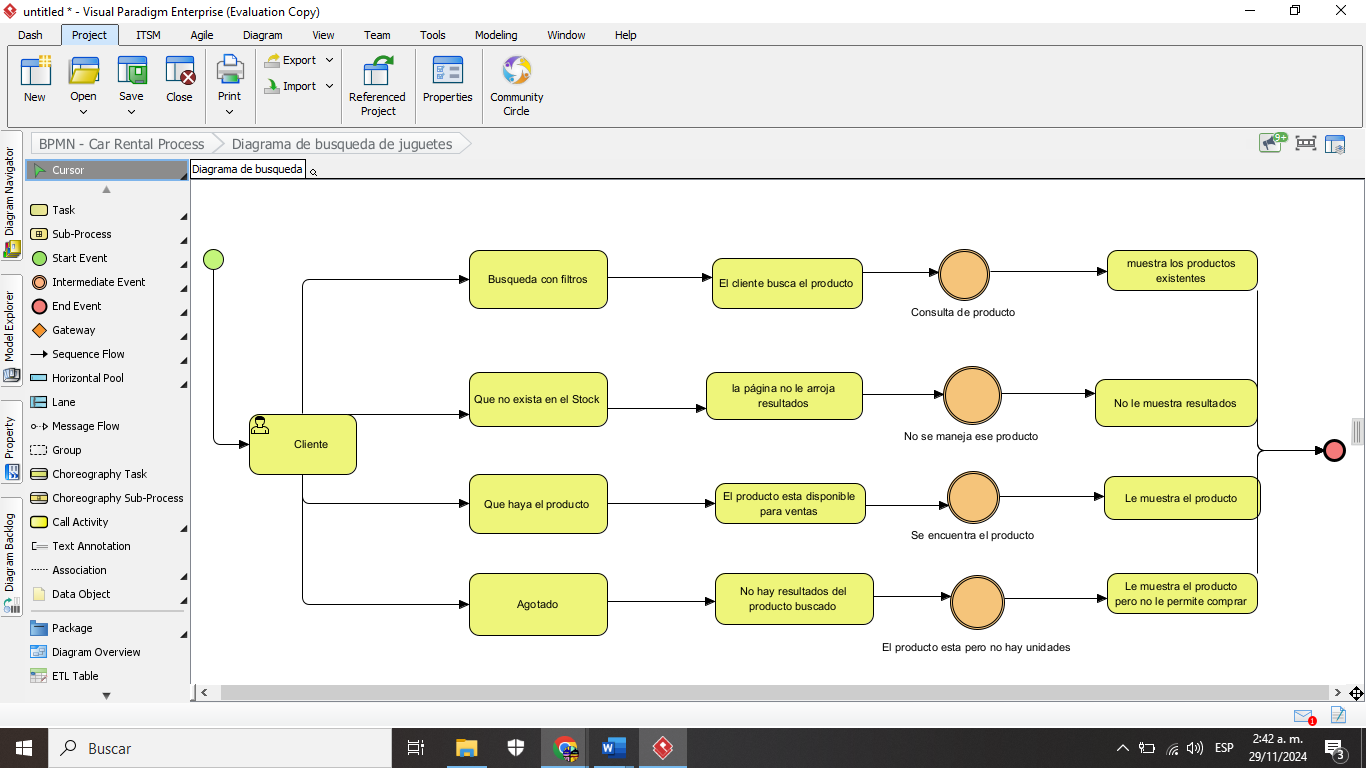 untitled * - Visual Paradigm Enterprise (Evaluation Copy)
Dash Project ITSM Agile Diagram View Team Tools Modeling Window Help
New
Open
Save
Close
Print
Export
Import
Referenced
Project
Properties
Community
Circle
BPMN - Car Rental Process
Diagrama de busqueda de juguetes
9+
Diagram Navigator
Model Explorer
Property
Diagram Backlog
Cursor
Task
Sub-Process
Start Event
Intermediate Event
End Event
Gateway
Sequence Flow
Horizontal Pool
Lane
Message Flow
Group
Choreography Task
Choreography Sub-Process
Call Activity
Text Annotation
Association
Data Object
Package
Diagram Overview
ETL Table
Diagrama de busqueda
Cliente
Busqueda con filtros
El cliente busca el producto
Consulta de producto
muestra los productos
existentes
Que no exista en el Stock
la página no le arroja
resultados
No se maneja ese producto
No le muestra resultados
Que haya el producto
El producto esta disponible
para ventas
Se encuentra el producto
Le muestra el producto
Agotado
No hay resultados del
producto buscado
El producto esta pero no hay unidades
Le muestra el producto
pero no le permite comprar
1
Buscar
ESP
2:42 a. m.
29/11/2024
3